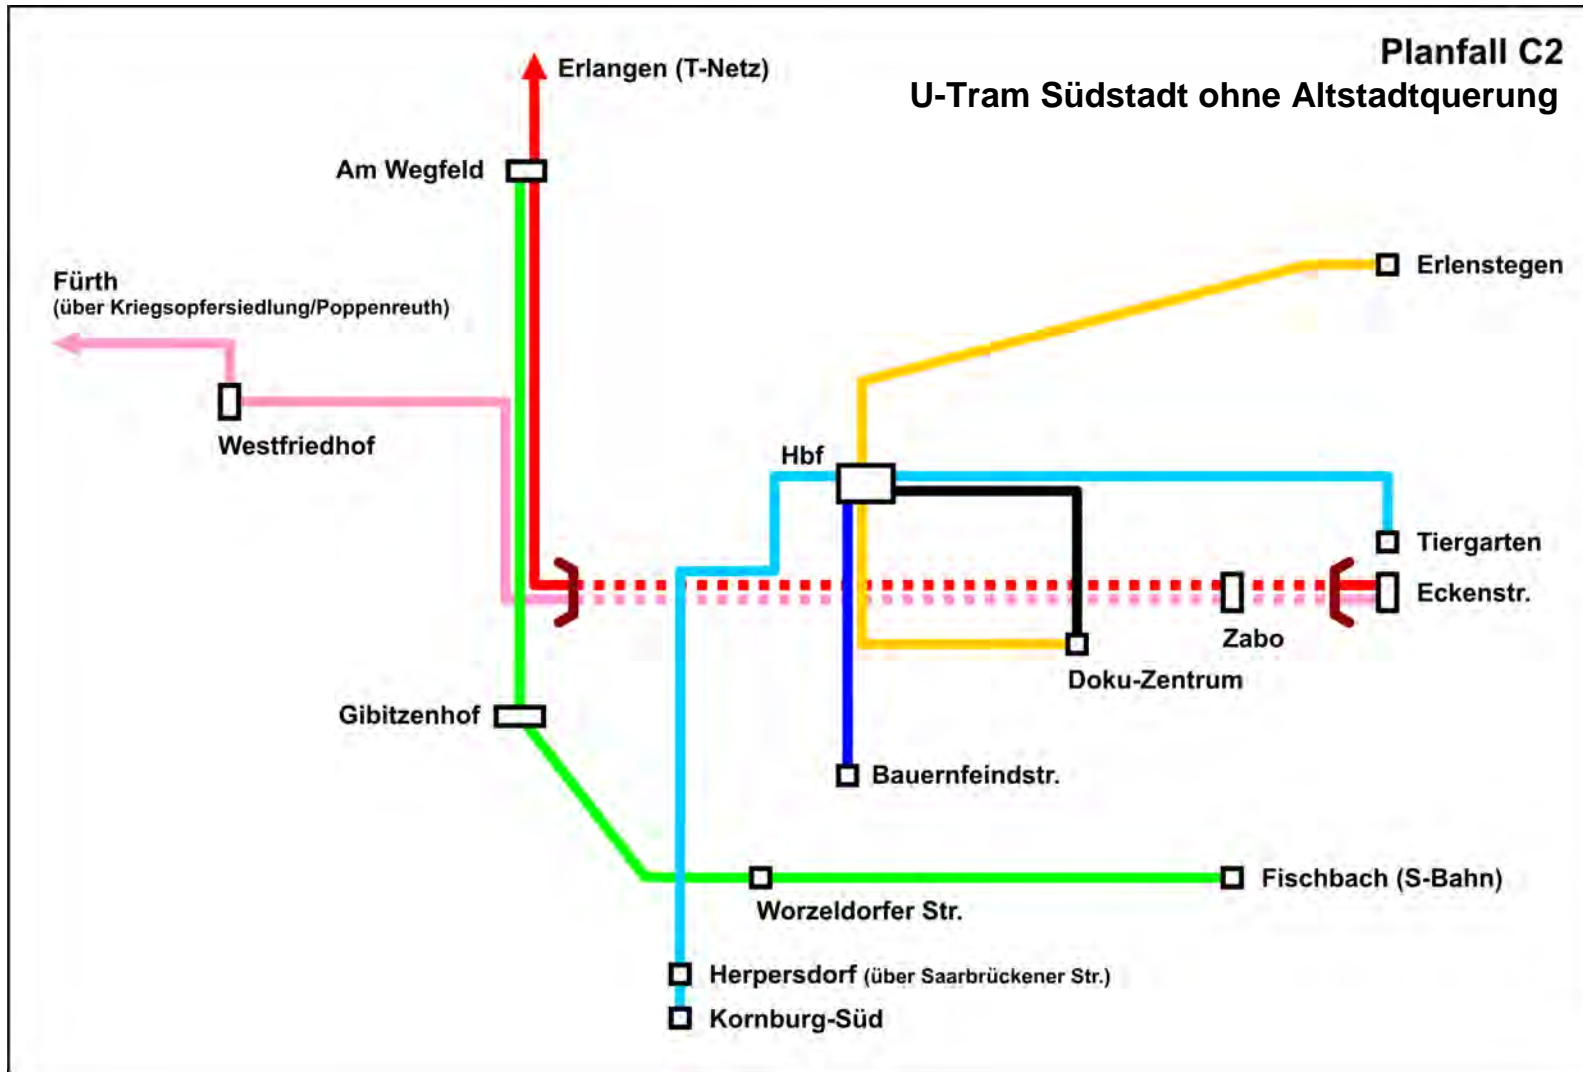 Planfall C2
U-Tram Südstadt ohne Altstadtquerung
Erlangen (T-Netz)
Am Wegfeld
Erlenstegen
Fürth
(über Kriegsopfersiedlung/Poppenreuth)
Westfriedhof
Hbf
Tiergarten
Eckenstr.
Zabo
Doku-Zentrum
Gibitzenhof
Bauernfeindstr.
Fischbach (S-Bahn)
Worzeldorfer Str.
Herpersdorf (über Saarbrückener Str.)
Kornburg-Süd